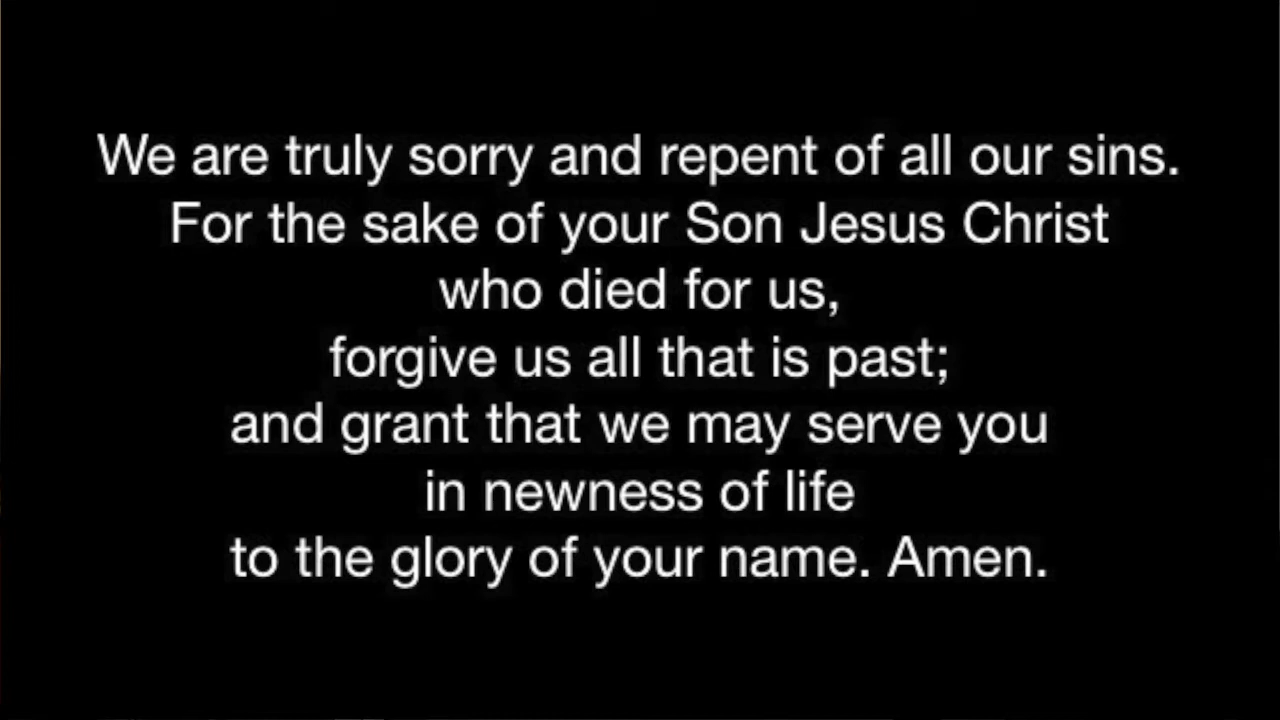 We are truly sorry and repent of all our sins.
For the sake of your Son Jesus Christ
who died for us,
forgive us all that is past;
and grant that we may serve you
in newness of life
to the glory of your name. Amen.